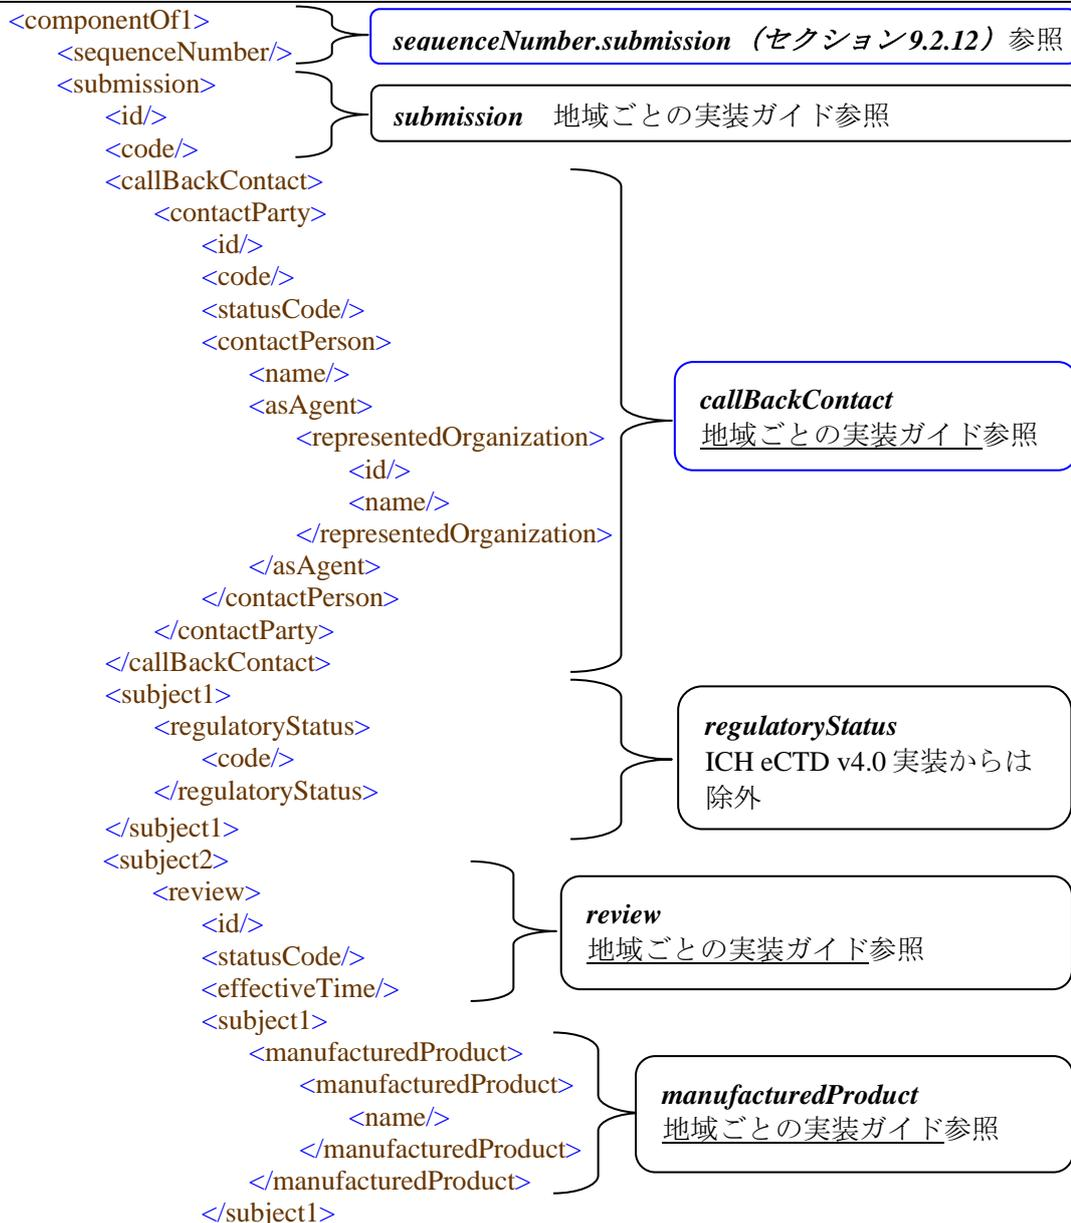 <componentOf1>
<sequenceNumber/>
sequenceNumber.submission （セクション 9.2.12）参照
<submission>
<id/>
<code/>
submission 地域ごとの実装ガイド参照
<callBackContact>
<contactParty>
<id/>
<code/>
<statusCode/>
<contactPerson>
<name/>
<asAgent>
<representedOrganization>
<id/>
<name/>
</representedOrganization>
</asAgent>
</contactPerson>
</contactParty>
</callBackContact>
callBackContact
地域ごとの実装ガイド参照
<subject1>
<regulatoryStatus>
<code/>
</regulatoryStatus>
</subject1>
regulatoryStatus
ICH eCTD v4.0 実装からは
除外
<subject2>
<review>
<id/>
<statusCode/>
<effectiveTime/>
review
地域ごとの実装ガイド参照
<subject1>
<manufacturedProduct>
<manufacturedProduct>
<name/>
</manufacturedProduct>
</manufacturedProduct>
manufacturedProduct
地域ごとの実装ガイド参照
</subject1>